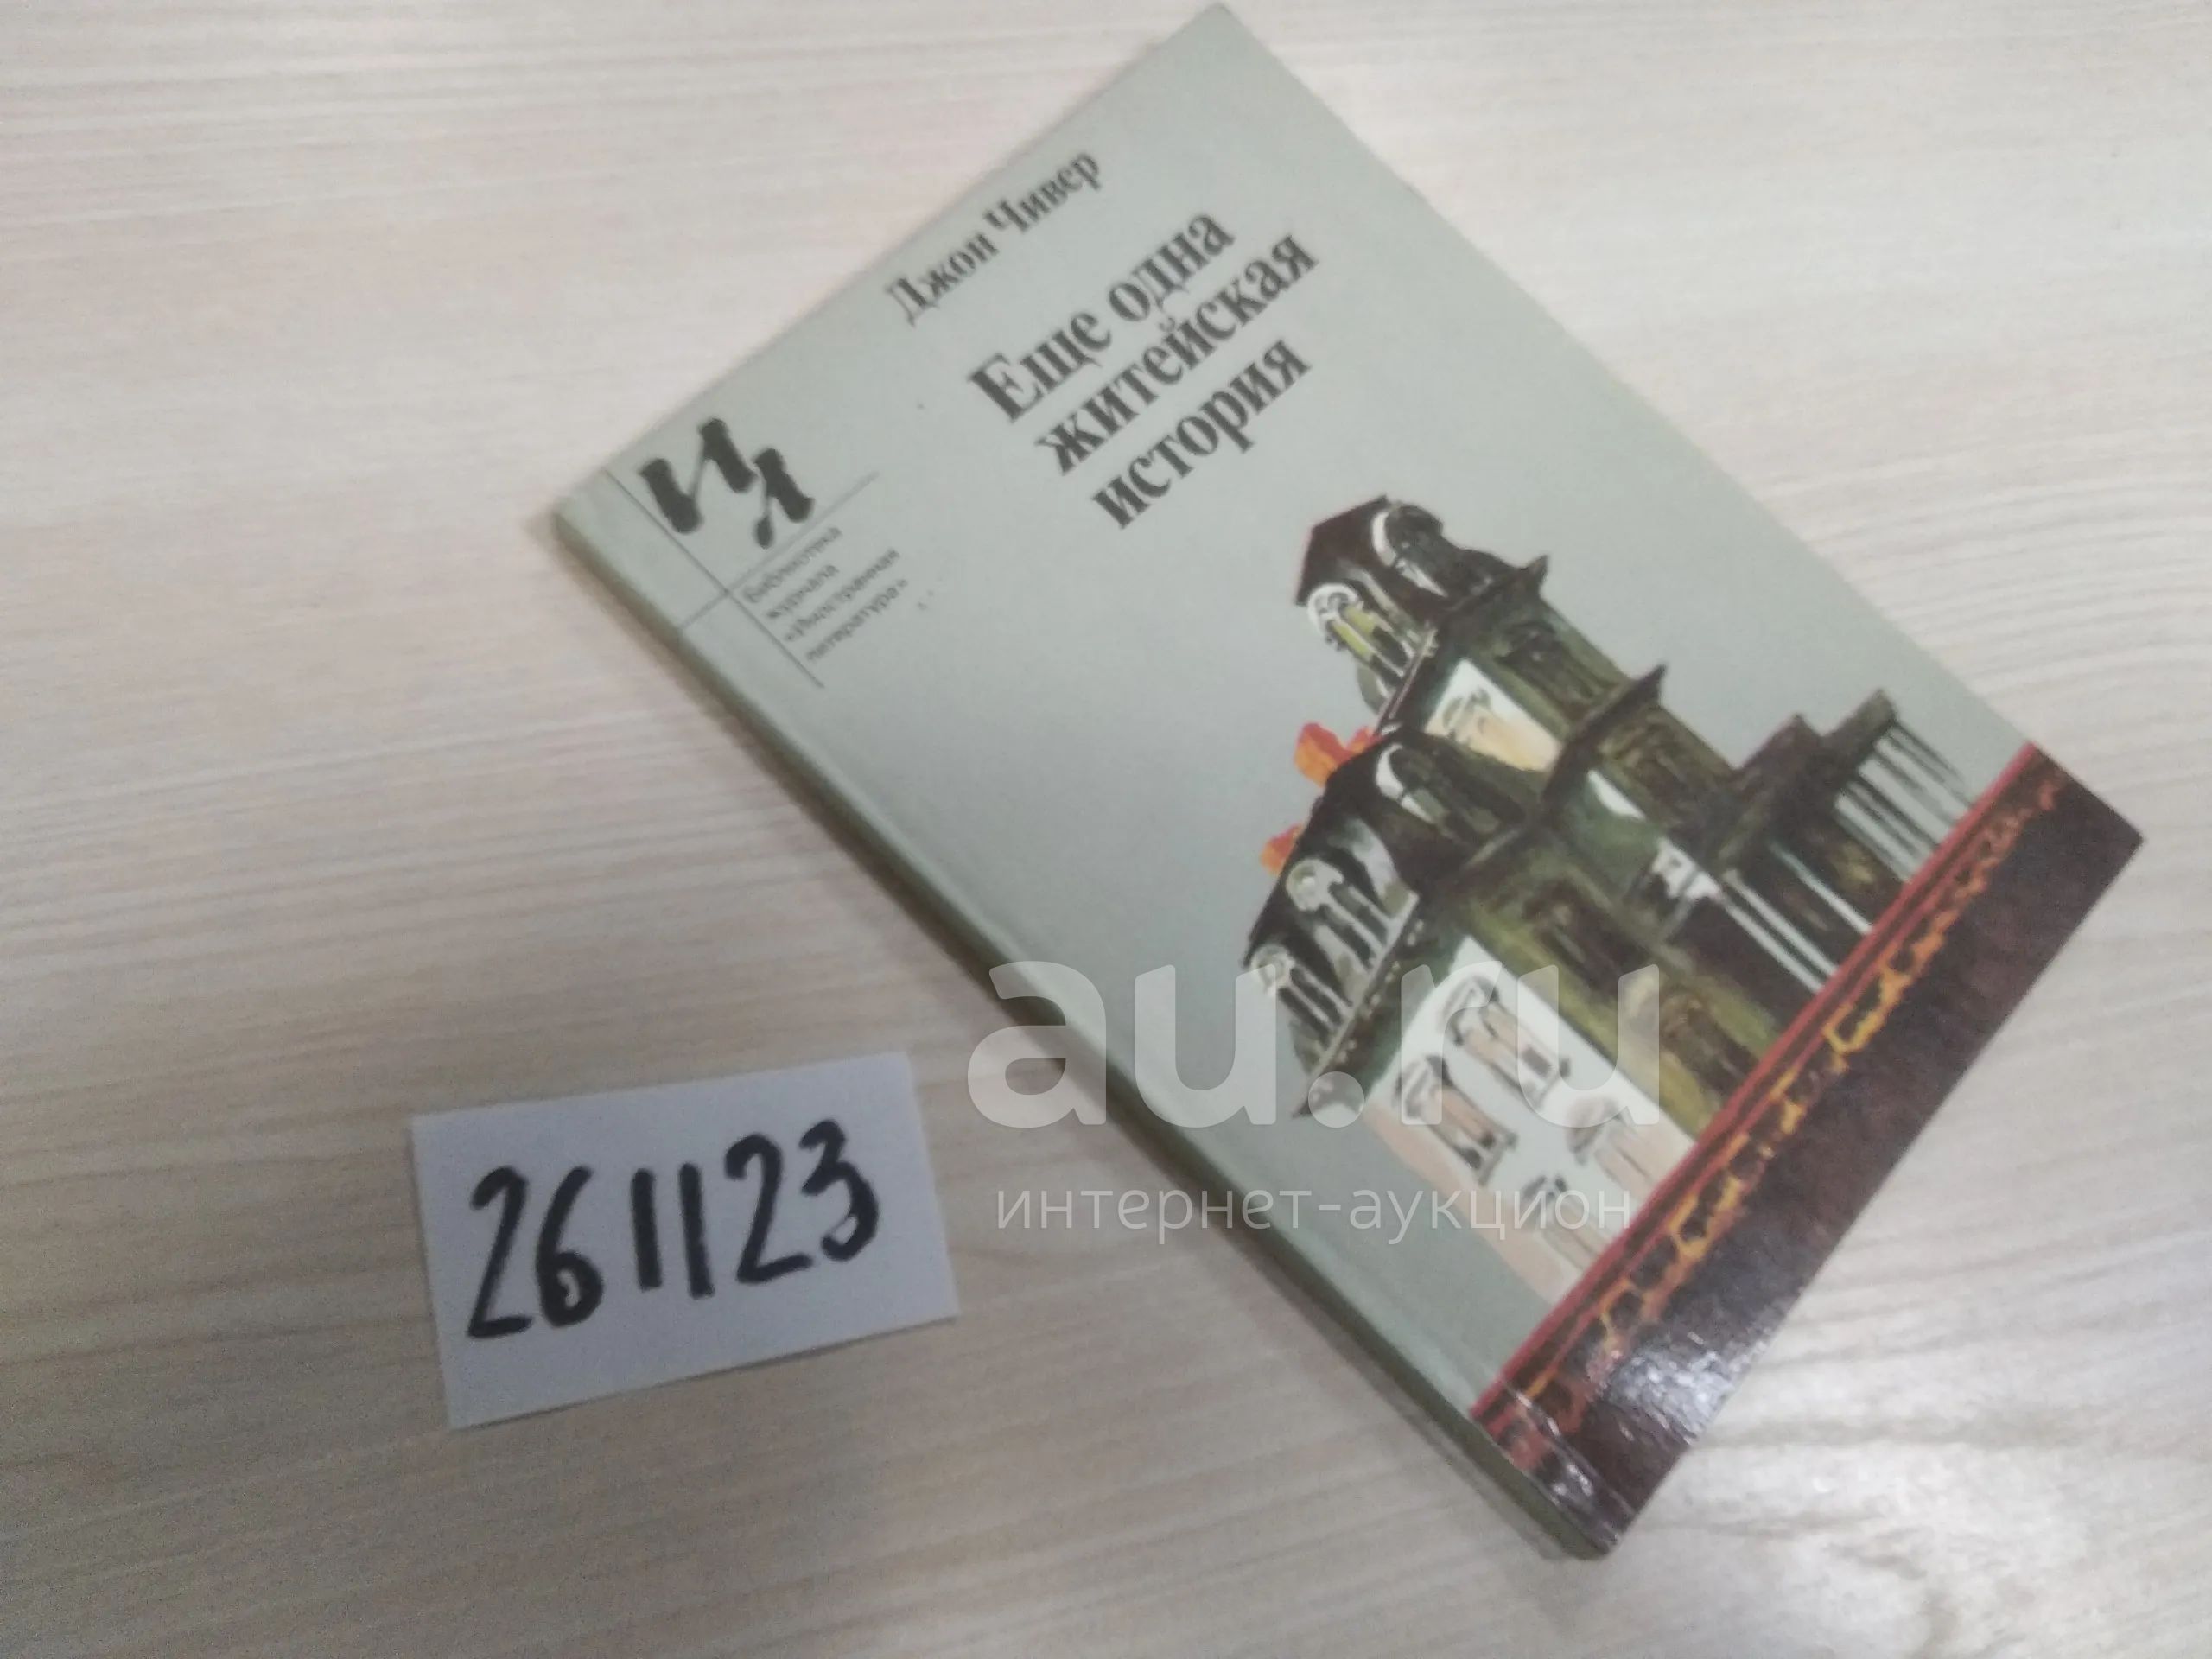 Джон Чивер
Еще одна
житейская
история
ИЛ
Библиотека
журнала
«Иностранная
литература»
au.ru
интернет-аукцион
261123